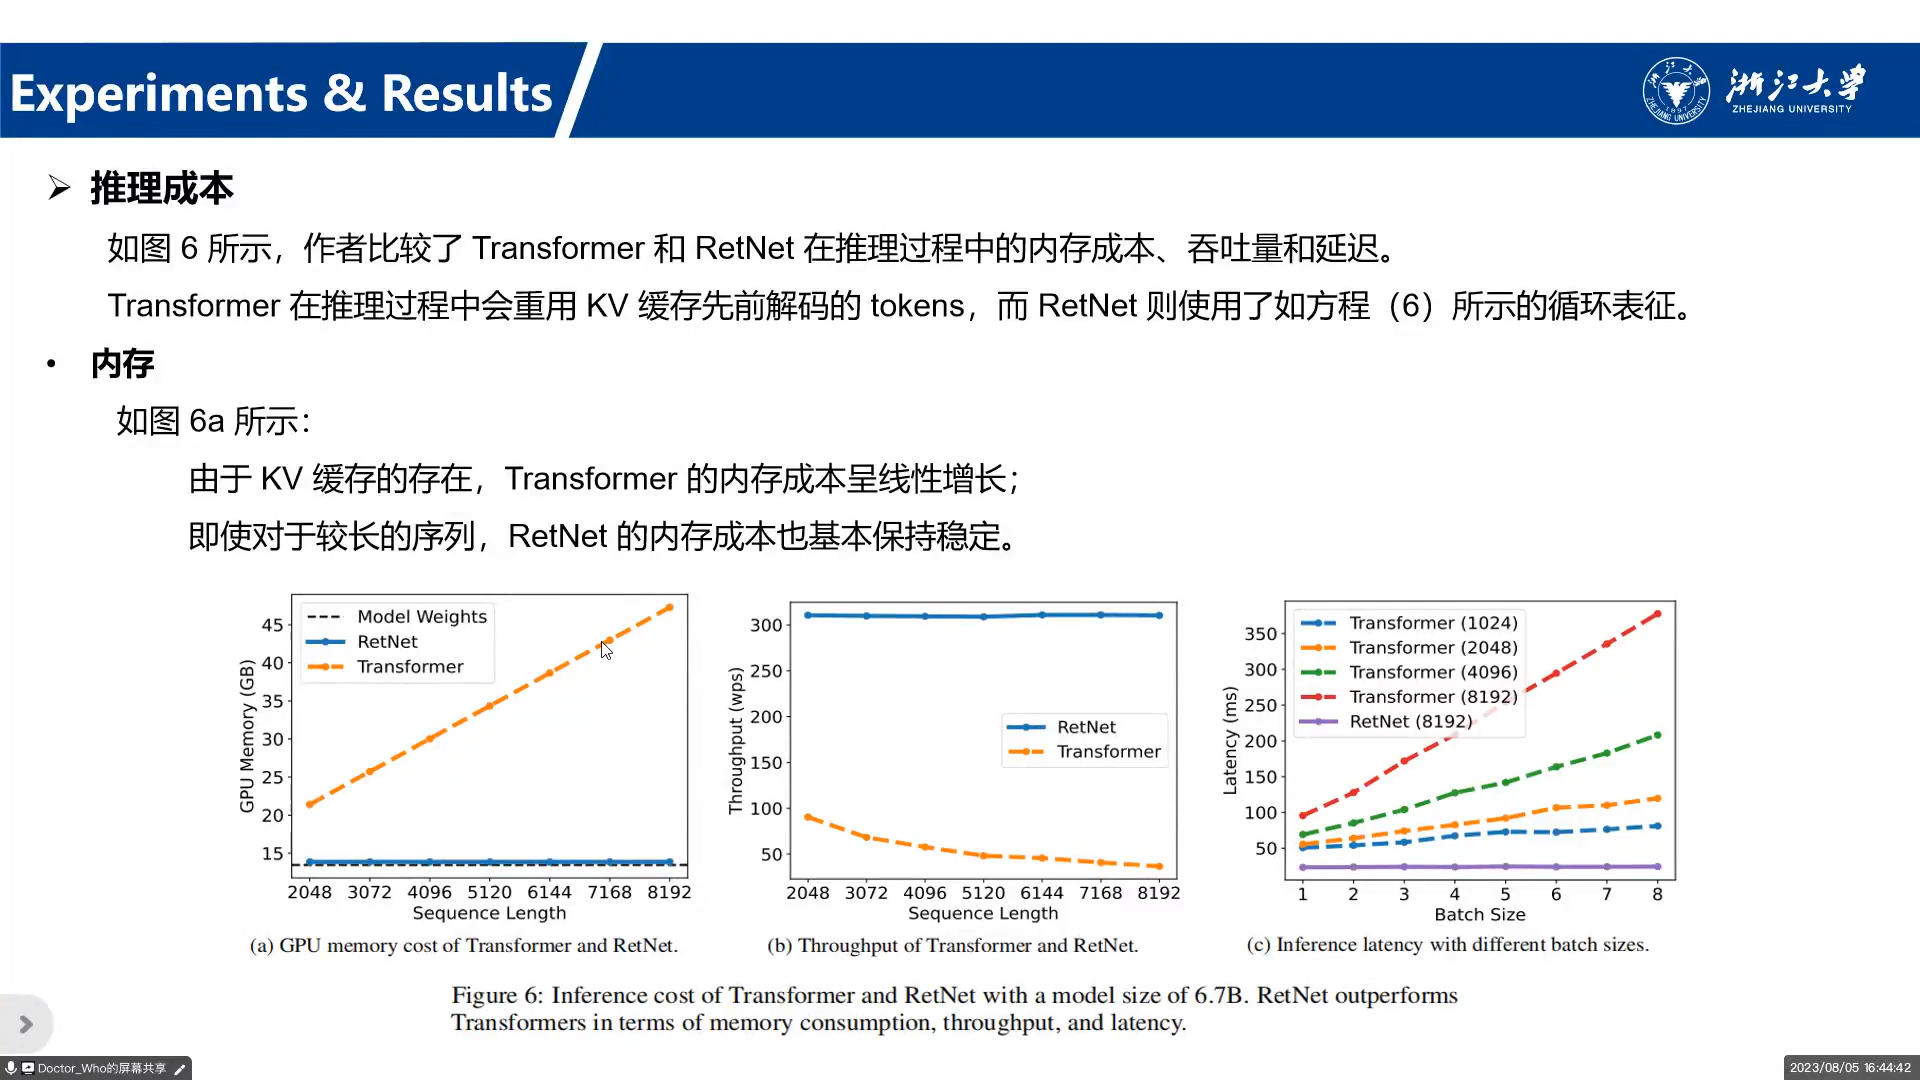 Experiments & Results
浙江大学
ZHEJIANG UNIVERSITY
➢ 推理成本
如图 6 所示，作者比较了 Transformer 和 RetNet 在推理过程中的内存成本、吞吐量和延迟。
Transformer 在推理过程中会重用 KV 缓存先前解码的 tokens，而 RetNet 则使用了如方程（6）所示的循环表征。
• 内存
如图 6a 所示：
由于 KV 缓存的存在，Transformer 的内存成本呈线性增长；
即使对于较长的序列，RetNet 的内存成本也基本保持稳定。
Model Weights
RetNet
Transformer
GPU Memory (GB)
45
40
35
30
25
20
15
2048 3072 4096 5120 6144 7168 8192
Sequence Length
(a) GPU memory cost of Transformer and RetNet.
RetNet
Transformer
Throughput (wps)
300
250
200
150
100
50
2048 3072 4096 5120 6144 7168 8192
Sequence Length
(b) Throughput of Transformer and RetNet.
Transformer (1024)
Transformer (2048)
Transformer (4096)
Transformer (8192)
RetNet (8192)
Latency (ms)
350
300
250
200
150
100
50
1 2 3 4 5 6 7 8
Batch Size
(c) Inference latency with different batch sizes.
Figure 6: Inference cost of Transformer and RetNet with a model size of 6.7B. RetNet outperforms
Transformers in terms of memory consumption, throughput, and latency.
Doctor_Who的屏幕共享
2023/08/05 16:44:42